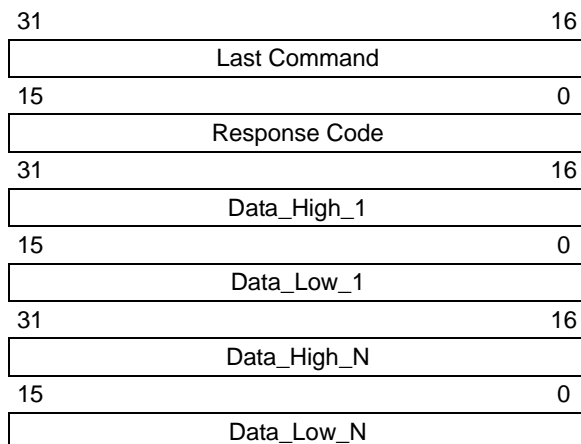 31 16
Last Command
15 0
Response Code
31 16
Data_High_1
15 0
Data_Low_1
31 16
Data_High_N
15 0
Data_Low_N